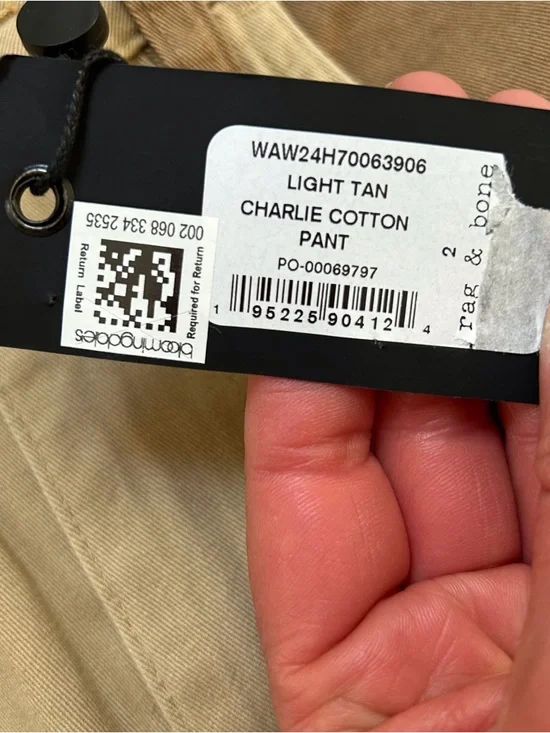 WAW24H70063906
LIGHT TAN
CHARLIE COTTON
PANT
PO-00069797
1 95225 90412 4
2
rag & bone
002 068 334 2535
Return Label
Required for Return
bloomingdales